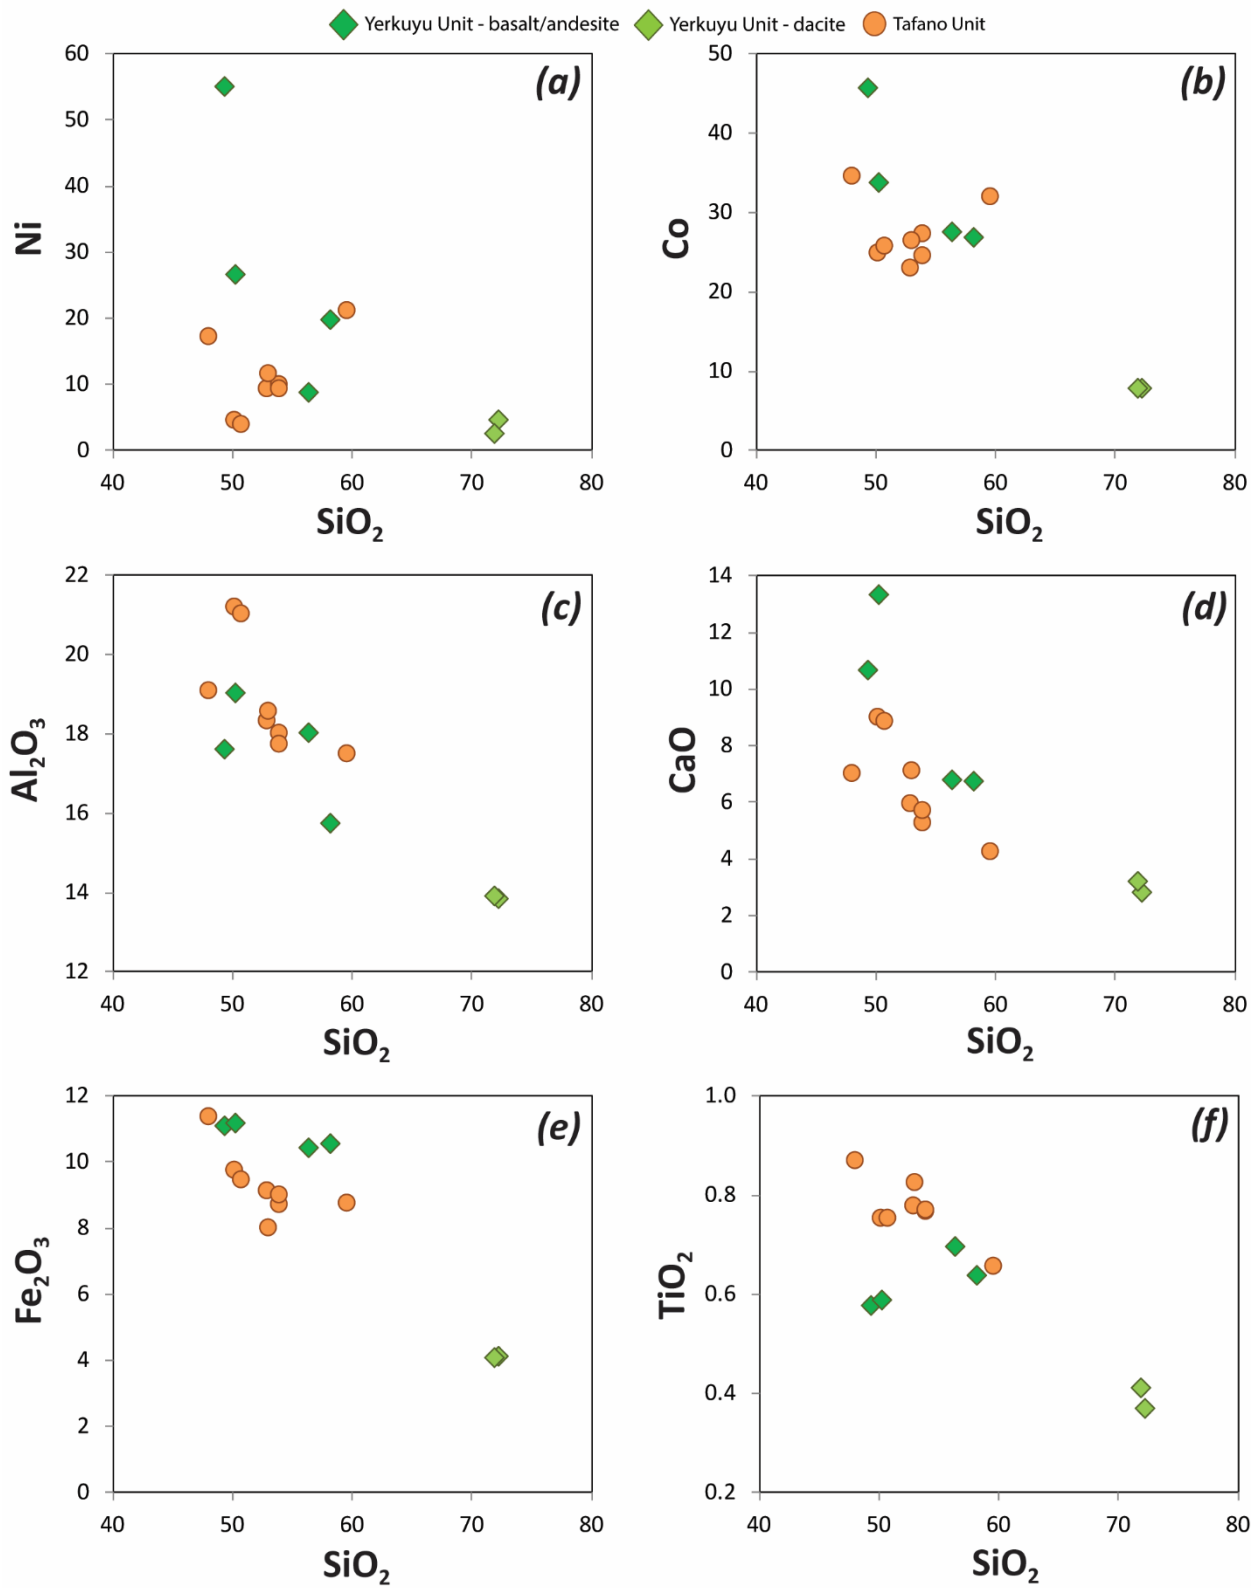 Yerkuyu Unit - basalt/andesite Yerkuyu Unit - dacite Tafano Unit
(a)
Ni
60
50
40
30
20
10
0
40 50 60 70 80
SiO₂
(b)
Co
50
40
30
20
10
0
40 50 60 70 80
SiO₂
(c)
Al₂O₃
22
20
18
16
14
12
40 50 60 70 80
SiO₂
(d)
CaO
14
12
10
8
6
4
2
0
40 50 60 70 80
SiO₂
(e)
Fe₂O₃
12
10
8
6
4
2
0
40 50 60 70 80
SiO₂
(f)
TiO₂
1.0
0.8
0.6
0.4
0.2
40 50 60 70 80
SiO₂